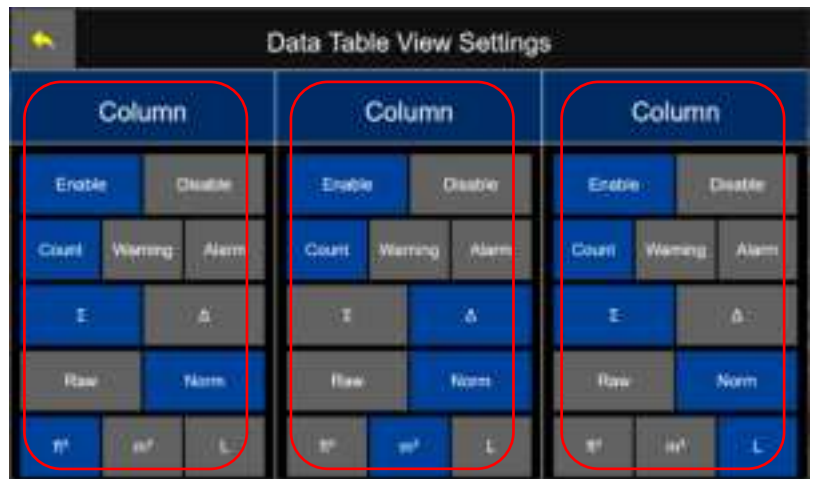 Data Table View Settings
Column Column Column
Enable Disable Enable Disable Enable Disable
Count Warning Alarm Count Warning Alarm Count Warning Alarm
Σ Δ Σ Δ Σ Δ
Raw Norm Raw Norm Raw Norm
ft³ m³ L ft³ m³ L ft³ m³ L